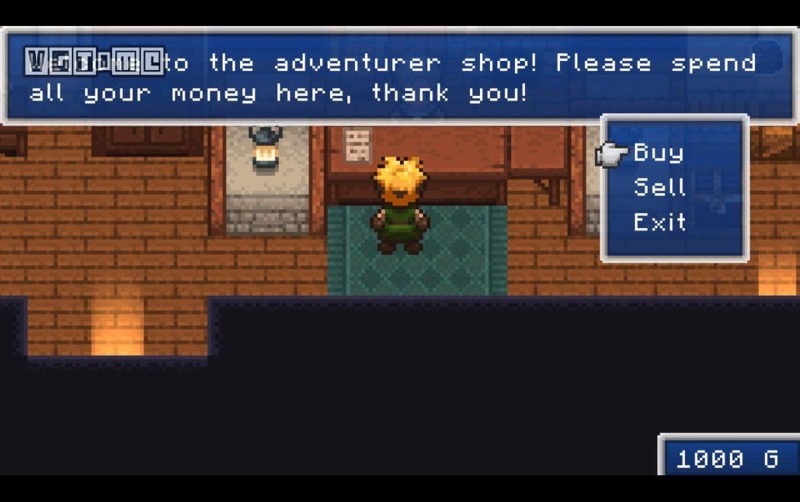 to the adventurer shop! Please spend
all your money here, thank you!
Buy
Sell
Exit
1000 G